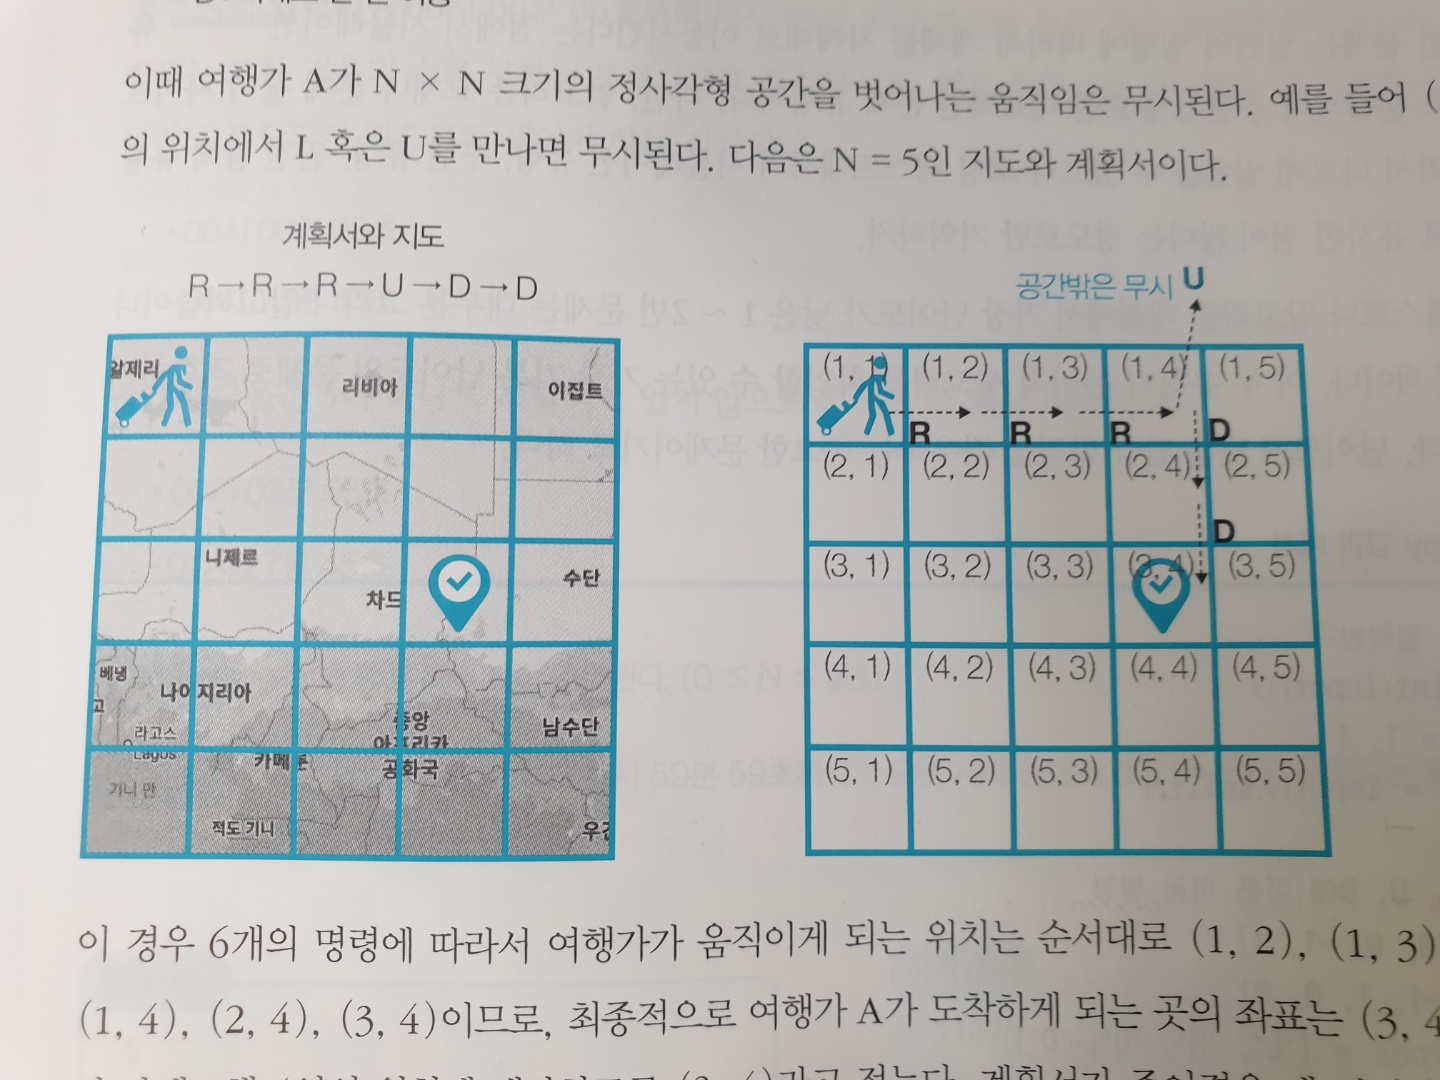 이때 여행가 A가 N × N 크기의 정사각형 공간을 벗어나는 움직임은 무시된다. 예를 들어 (
의 위치에서 L 혹은 U를 만나면 무시된다. 다음은 N = 5인 지도와 계획서이다.
계획서와 지도
R → R → R → U → D → D
알제리
리비아
이집트
니제르
차드
수단
베냉
고
나이지리아
라고스
Lagos
중앙
아프리카
공화국
남수단
카메룬
기니 만
적도 기니
우간
공간밖은 무시 U
(1, 1) (1, 2) (1, 3) (1, 4) (1, 5)
R R R D
(2, 1) (2, 2) (2, 3) (2, 4) (2, 5)
D
(3, 1) (3, 2) (3, 3) (3, 4) (3, 5)
(4, 1) (4, 2) (4, 3) (4, 4) (4, 5)
(5, 1) (5, 2) (5, 3) (5, 4) (5, 5)
이 경우 6개의 명령에 따라서 여행가가 움직이게 되는 위치는 순서대로 (1, 2), (1, 3)
(1, 4), (2, 4), (3, 4)이므로, 최종적으로 여행가 A가 도착하게 되는 곳의 좌표는 (3, 4